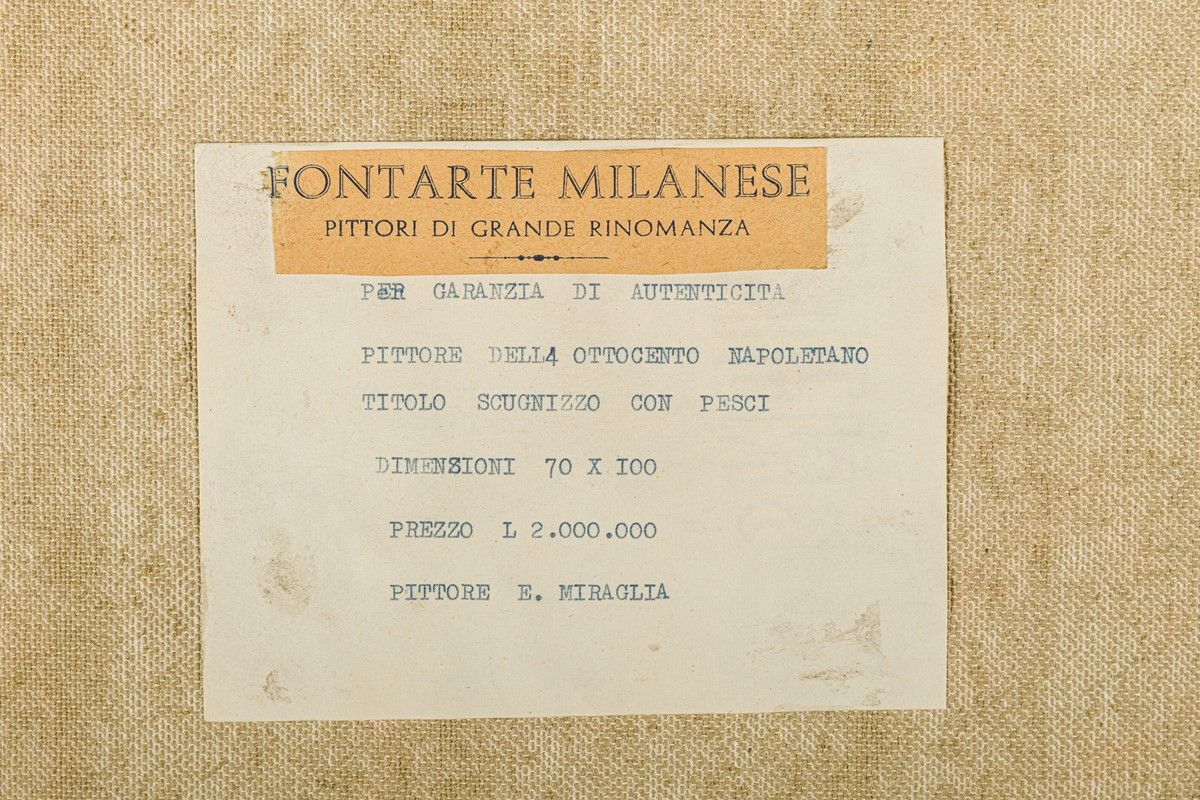 FONTARTE MILANESE
PITTORI DI GRANDE RINOMANZA
PER GARANZIA DI AUTENTICITA
PITTORE DELL4 OTTOCENTO NAPOLETANO
TITOLO SCUGNIZZO CON PESCI
DIMENSIONI 70 X IOO
PREZZO L 2.000.000
PITTORE E. MIRAGLIA